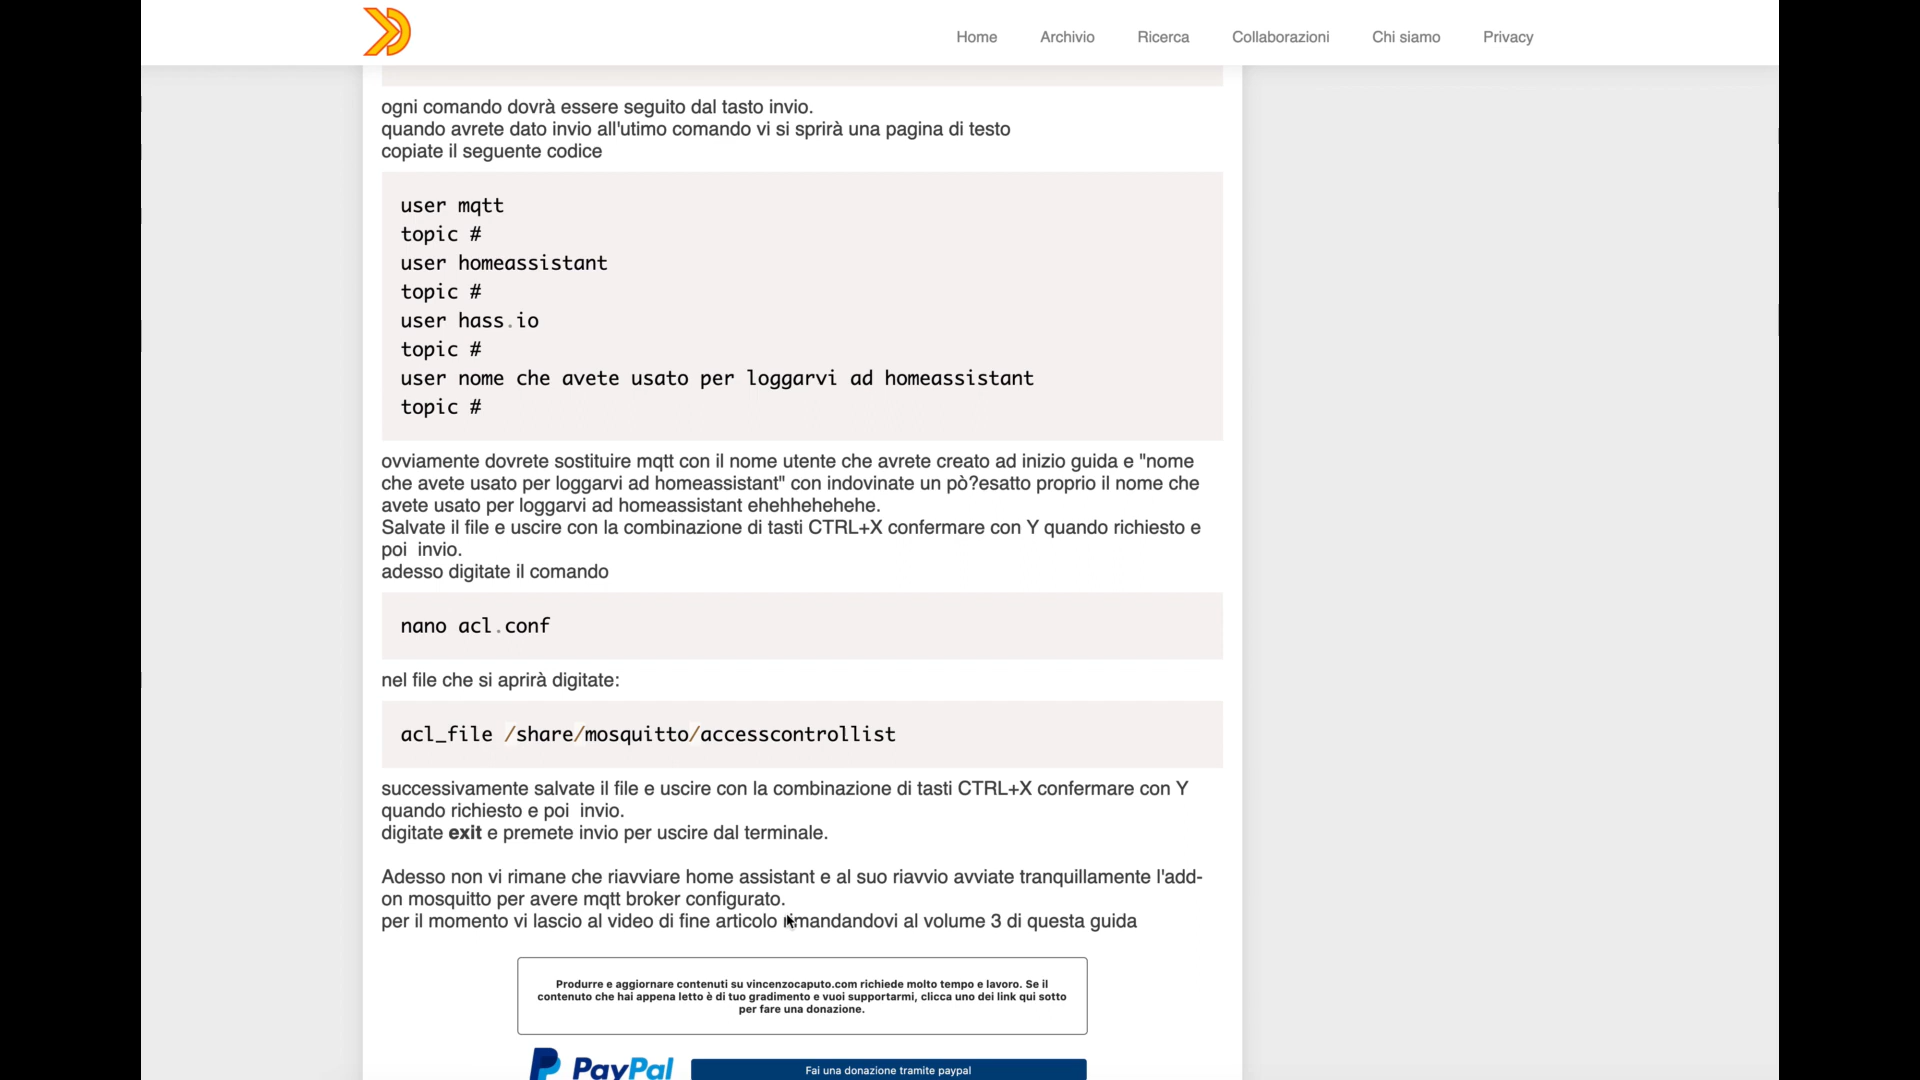 Home Archivio Ricerca Collaborazioni Chi siamo Privacy
ogni comando dovrà essere seguito dal tasto invio.
quando avrete dato invio all'utimo comando vi si sprirà una pagina di testo
copiate il seguente codice
user mqtt
topic #
user homeassistant
topic #
user hass.io
topic #
user nome che avete usato per loggarvi ad homeassistant
topic #
ovviamente dovrete sostituire mqtt con il nome utente che avrete creato ad inizio guida e "nome
che avete usato per loggarvi ad homeassistant" con indovinate un pò?esatto proprio il nome che
avete usato per loggarvi ad homeassistant ehehhehehehe.
Salvate il file e uscire con la combinazione di tasti CTRL+X confermare con Y quando richiesto e
poi  invio.
adesso digitate il comando
nano acl.conf
nel file che si aprirà digitate:
acl_file /share/mosquitto/accesscontrollist
successivamente salvate il file e uscire con la combinazione di tasti CTRL+X confermare con Y
quando richiesto e poi  invio.
digitate exit e premete invio per uscire dal terminale.
Adesso non vi rimane che riavviare home assistant e al suo riavvio avviate tranquillamente l'add-
on mosquitto per avere mqtt broker configurato.
per il momento vi lascio al video di fine articolo rimandandovi al volume 3 di questa guida
Produrre e aggiornare contenuti su vincenzocaputo.com richiede molto tempo e lavoro. Se il
contenuto che hai appena letto è di tuo gradimento e vuoi supportarmi, clicca uno dei link qui sotto
per fare una donazione.
PayPal Fai una donazione tramite paypal